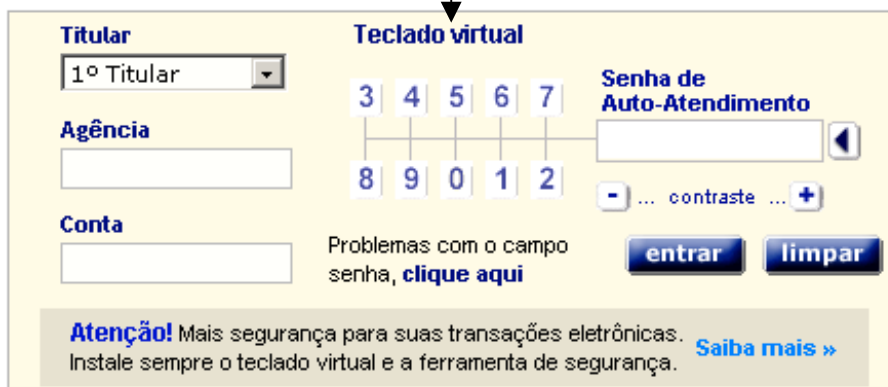 Titular
1º Titular
Agência
Conta
Teclado virtual
3 4 5 6 7
8 9 0 1 2
Senha de
Auto-Atendimento
- ... contraste ... +
Problemas com o campo
senha, clique aqui
entrar limpar
Atenção! Mais segurança para suas transações eletrônicas.
Instale sempre o teclado virtual e a ferramenta de segurança.
Saiba mais »